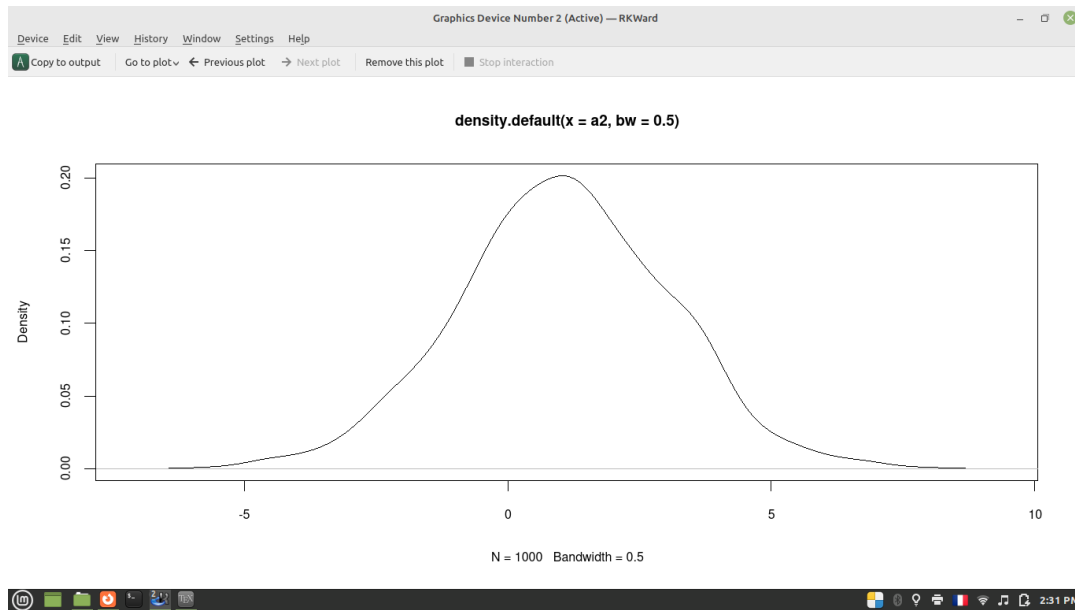 Graphics Device Number 2 (Active) — RKWard
Device Edit View History Window Settings Help
Copy to output Go to plot Previous plot Next plot Remove this plot Stop interaction
density.default(x = a2, bw = 0.5)
Density
0.20
0.15
0.10
0.05
0.00
-5 0 5 10
N = 1000 Bandwidth = 0.5
2:31 PM